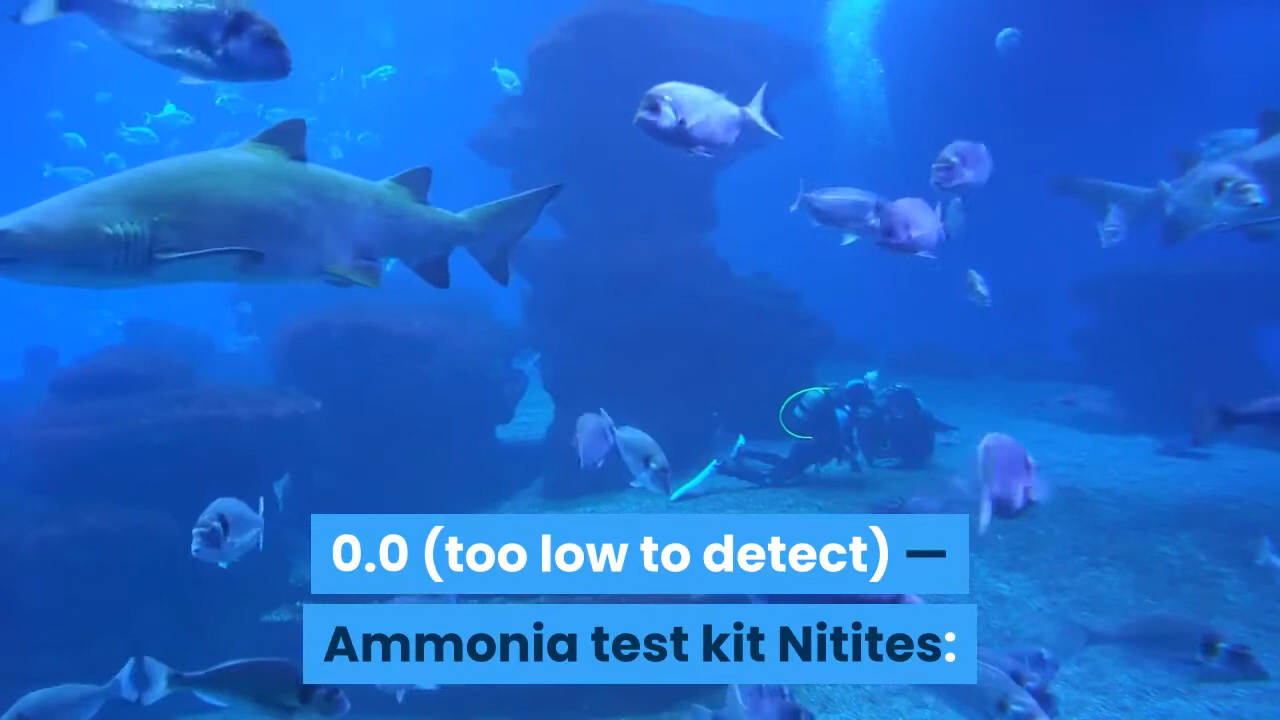 0.0 (too low to detect) —
Ammonia test kit Nitites: